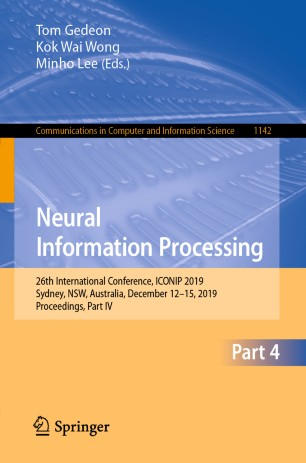 Tom Gedeon
Kok Wai Wong
Minho Lee (Eds.)
Communications in Computer and Information Science 1142
Neural
Information Processing
26th International Conference, ICONIP 2019
Sydney, NSW, Australia, December 12–15, 2019
Proceedings, Part IV
Part 4
Springer